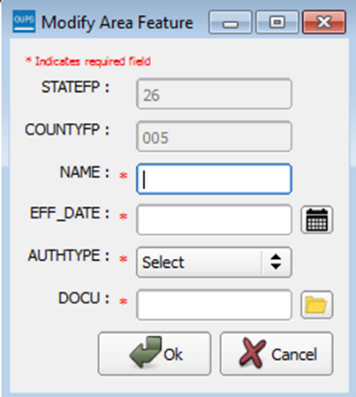 GUPS Modify Area Feature
* Indicates required field
STATEFP : 26
COUNTYFP : 005
NAME : *
EFF_DATE : *
AUTHTYPE : * Select
DOCU : *
Ok Cancel